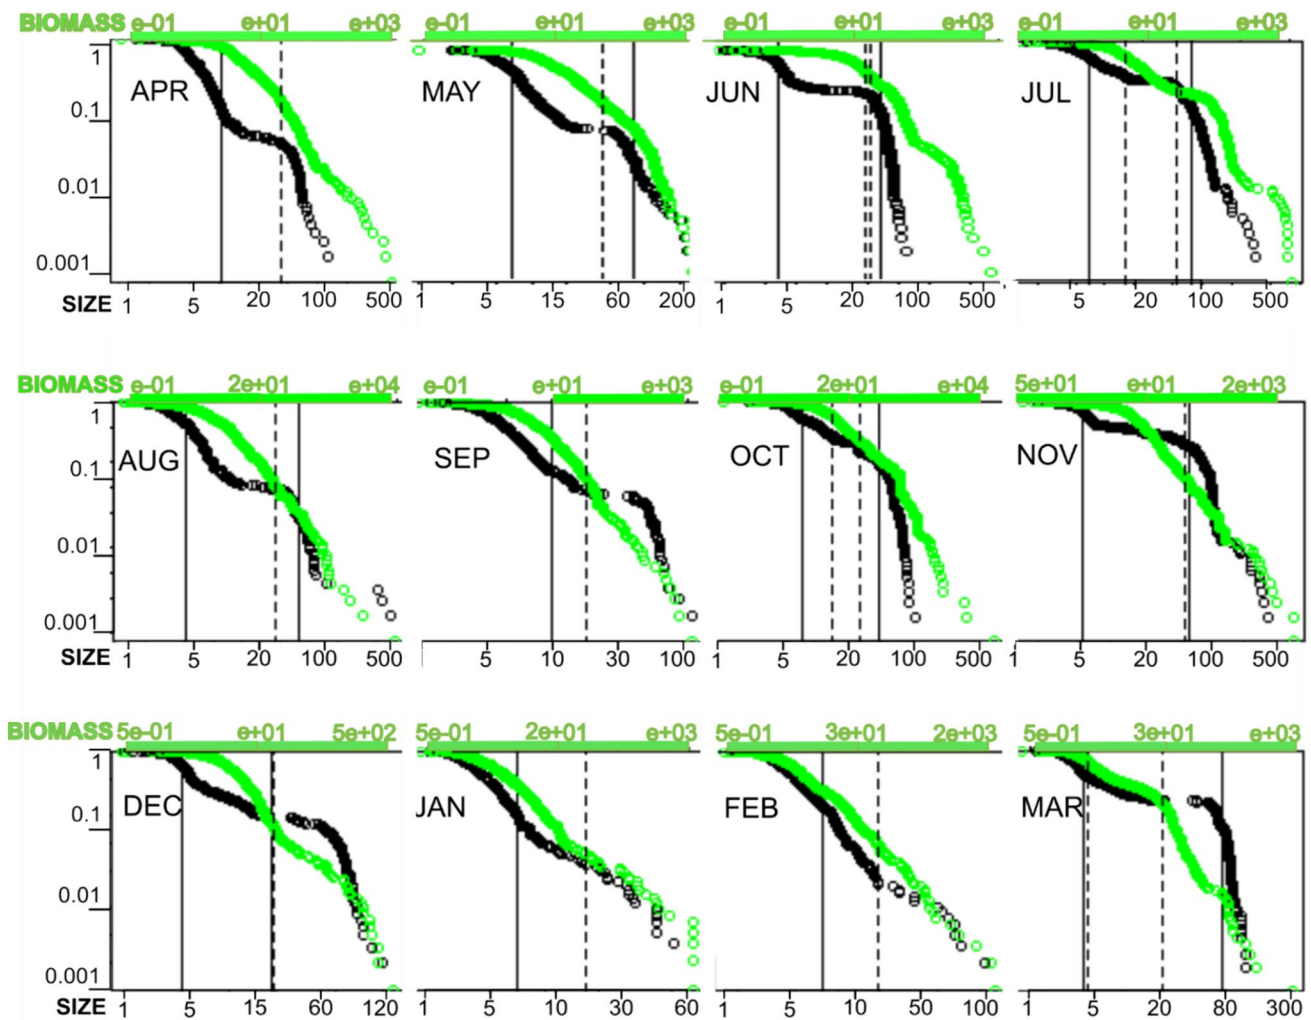 BIOMASS e-01 e+01 e+03 e-01 e+01 e+03 e-01 e+01 e+03 e-01 e+01 e+03
1
APR MAY JUN JUL
0.1
0.01
0.001
SIZE 1 5 20 100 500 1 5 15 60 200 1 5 20 100 500 1 5 20 100 500
BIOMASS e-01 2e+01 e+04 e-01 e+01 e+03 e-01 2e+01 e+04 5e+01 e+01 2e+03
1
AUG SEP OCT NOV
0.1
0.01
0.001
SIZE 1 5 20 100 500 5 10 30 100 1 5 20 100 500 1 5 20 100 500
BIOMASS 5e-01 e+01 5e+02 5e-01 2e+01 e+03 5e-01 3e+01 2e+03 5e-01 3e+01 e+03
1
DEC JAN FEB MAR
0.1
0.01
0.001
SIZE 1 5 15 60 120 1 5 10 30 60 1 5 10 50 100 1 5 20 80 300